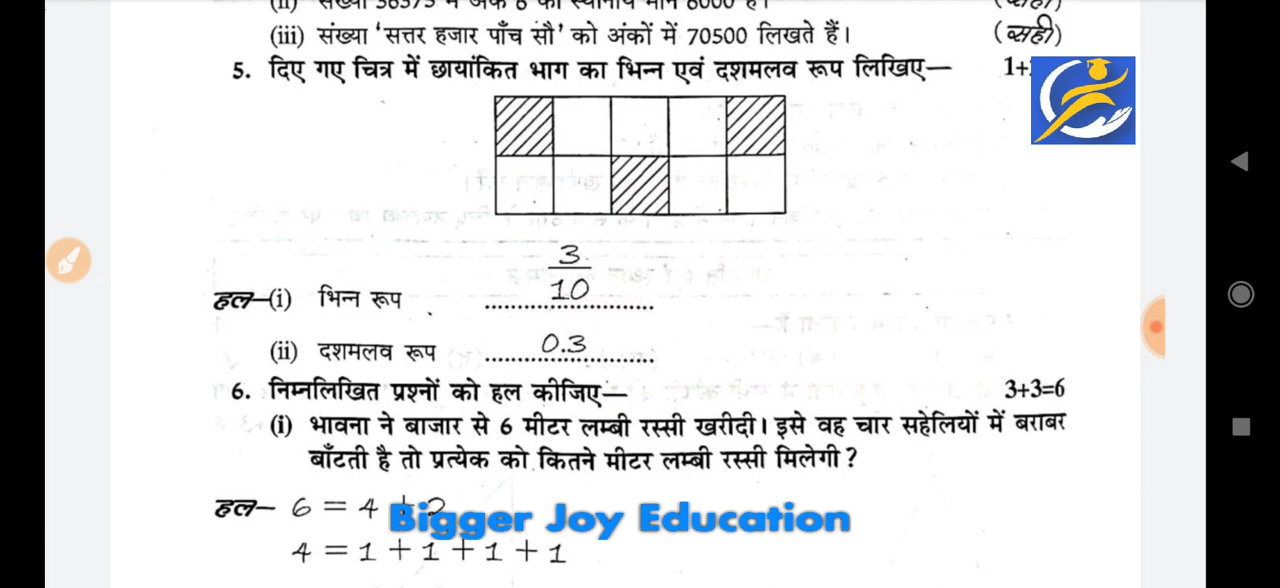 (iii) संख्या ‘सत्तर हजार पाँच सौ’ को अंकों में 70500 लिखते हैं। (सही)
5. दिए गए चित्र में छायांकित भाग का भिन्न एवं दशमलव रूप लिखिए— 1+
3
हल—(i) भिन्न रूप 10
(ii) दशमलव रूप 0.3
6. निम्नलिखित प्रश्नों को हल कीजिए— 3+3=6
(i) भावना ने बाजार से 6 मीटर लम्बी रस्सी खरीदी। इसे वह चार सहेलियों में बराबर
बाँटती है तो प्रत्येक को कितने मीटर लम्बी रस्सी मिलेगी?
हल— 6 = 4 + 2
Bigger Joy Education
4 = 1 + 1 + 1 + 1